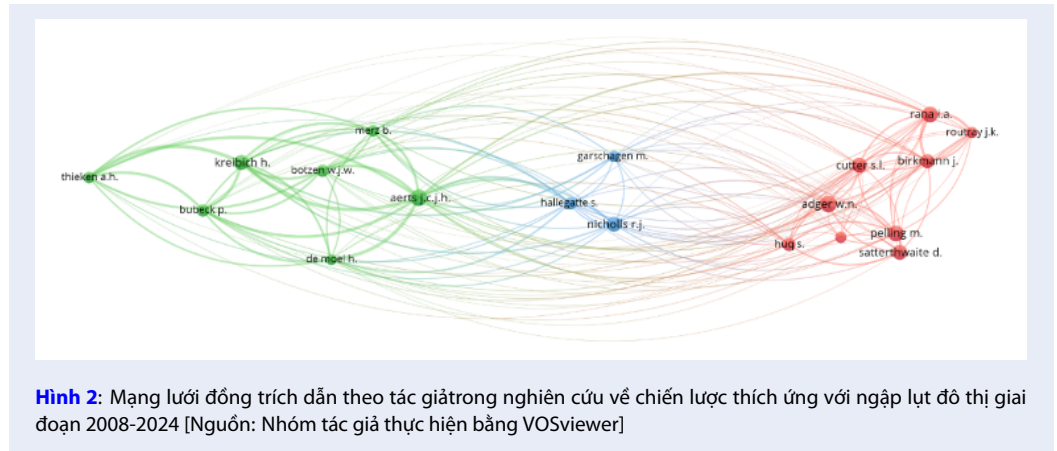 rana i.a.
routray j.k.
merz b.
garschagen m.
birkmann j.
kreibich h.
cutter s.l.
botzen w.j.w.
thieken a.h.
aerts j.c.j.h.
hallegatte s.
adger w.n.
bubeck p.
nicholls r.j.
pelling m.
huq s.
satterthwaite d.
de moel h.
Hình 2: Mạng lưới đồng trích dẫn theo tác giảtrong nghiên cứu về chiến lược thích ứng với ngập lụt đô thị giai
đoạn 2008-2024 [Nguồn: Nhóm tác giả thực hiện bằng VOSviewer]